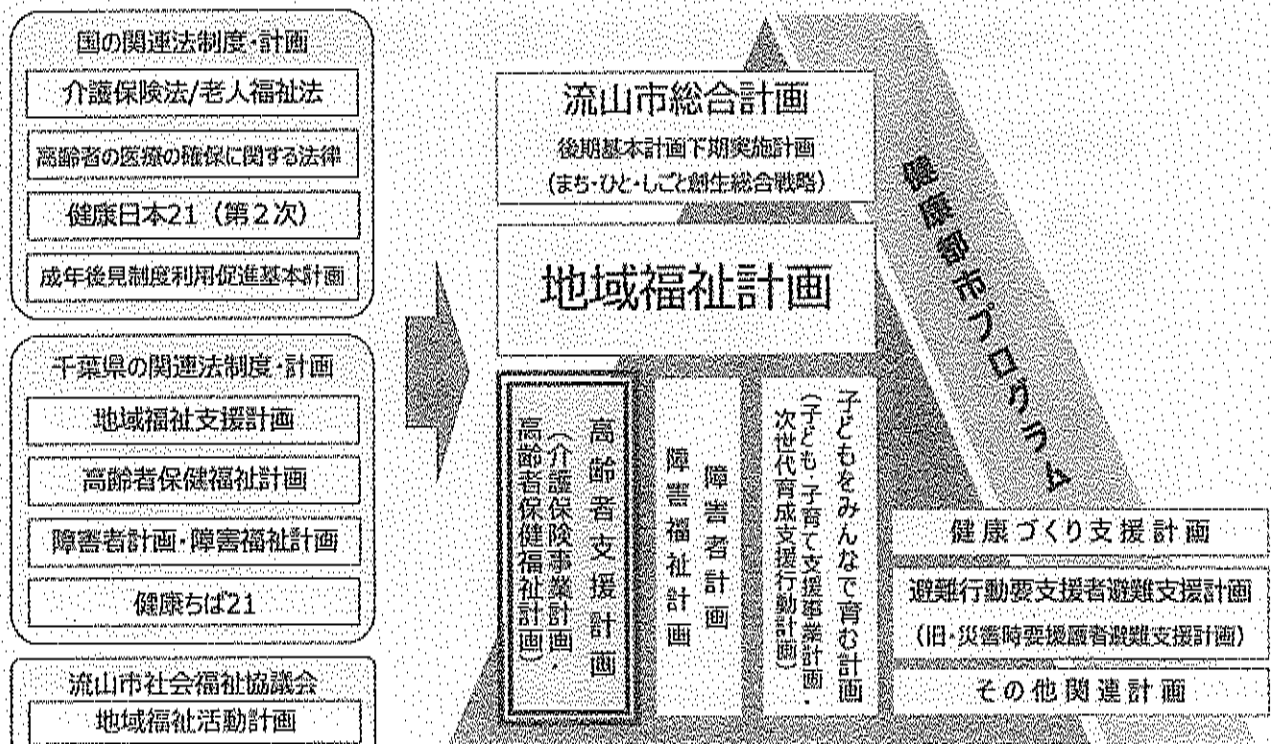 国の関連法制度・計画
介護保険法/老人福祉法
高齢者の医療の確保に関する法律
健康日本21（第２次）
成年後見制度利用促進基本計画
千葉県の関連法制度・計画
地域福祉支援計画
高齢者保健福祉計画
障害者計画・障害福祉計画
健康ちば21
流山市社会福祉協議会
地域福祉活動計画
流山市総合計画
後期基本計画下期実施計画
(まち・ひと・しごと創生総合戦略)
地域福祉計画
高齢者支援計画
(介護保険事業計画・
高齢者保健福祉計画)
障害者計画
障害福祉計画
子どもをみんなで育む計画
(子ども・子育て支援事業計画・
次世代育成支援行動計画)
健康都市プログラム
健康づくり支援計画
避難行動要支援者避難支援計画
(旧・災害時要援護者避難支援計画)
その他関連計画